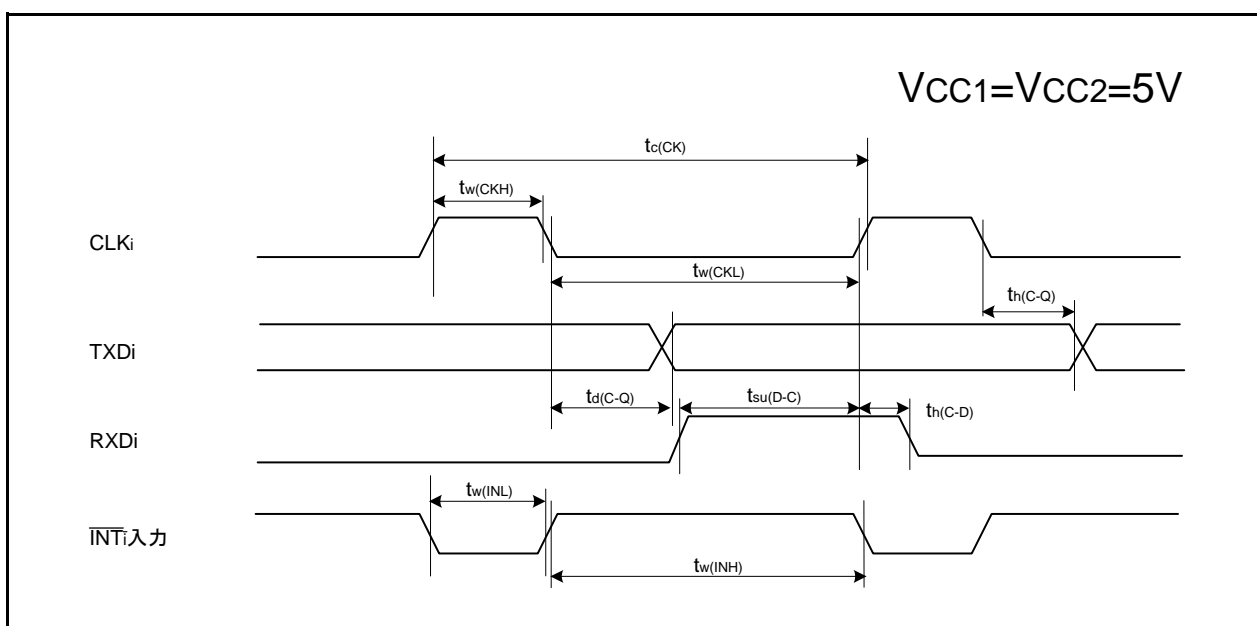 VCC1=VCC2=5V
tc(CK)
tw(CKH)
CLKi
tw(CKL)
th(C-Q)
TXDi
td(C-Q)
tsu(D-C)
th(C-D)
RXDi
tw(INL)
INTi入力
tw(INH)